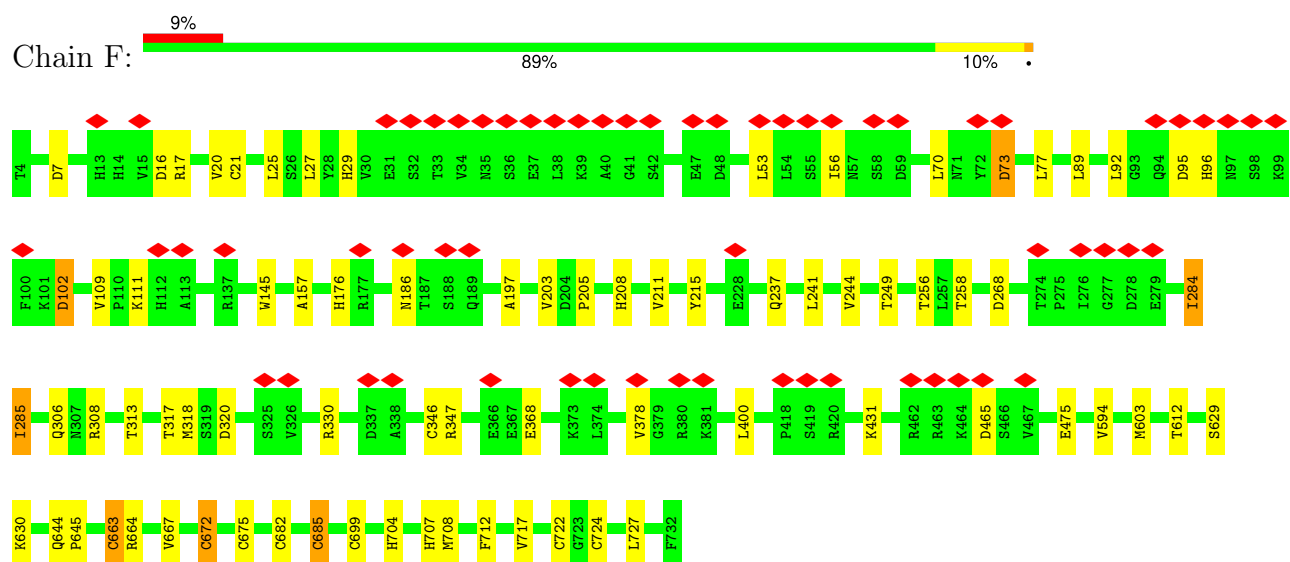 9%
Chain F:
89% 10% •
T4 D7 H13 H14 V15 D16 R17 V20 C21 L25 S26 L27 Y28 H29 V30 E31 S32 T33 V34 N35 S36 E37 L38 K39 A40 G41 S42 E47 D48 L53 L54 S55 I56 N57 S58 D59 L70 N71 Y72 D73 L77 L89 L92 G93 Q94 D95 H96 N97 S98 K99
F100 K101 D102 V109 P110 K111 H112 A113 R137 W145 A157 H176 R177 N186 T187 S188 Q189 A197 V203 D204 P205 H208 V211 Y215 E228 Q237 L241 V244 T249 T256 L257 T258 D268 T274 P275 I276 G277 D278 E279 I284
I285 Q306 N307 R308 T313 T317 M318 S319 D320 S325 V326 R330 D337 A338 C346 R347 E366 E367 E368 K373 L374 V378 G379 R380 K381 L400 P418 S419 R420 K431 R462 R463 K464 D465 S466 V467 E475 V594 M603 T612 S629
K630 Q644 P645 C663 R664 V667 C672 C675 C682 C685 C699 H704 H707 M708 F712 V717 C722 G723 C724 L727 F732